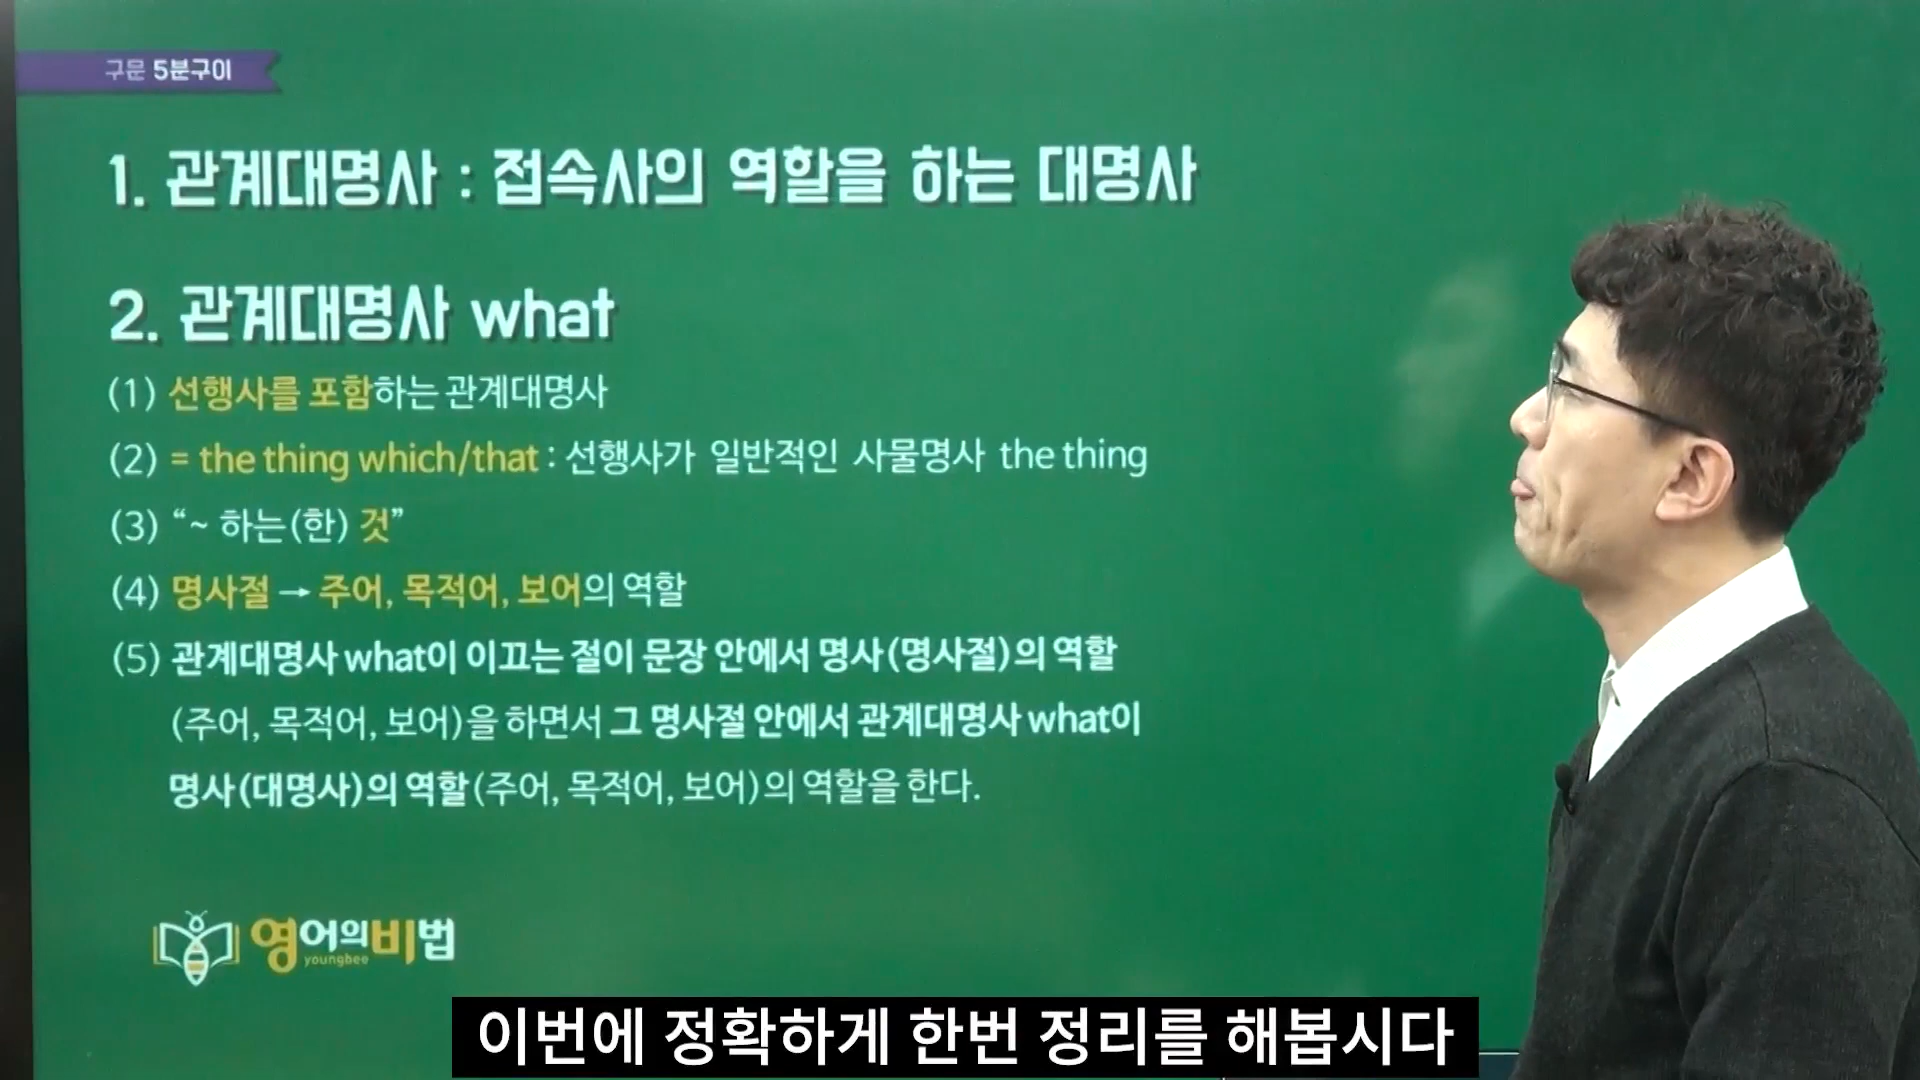 구문 5분구이
1. 관계대명사 : 접속사의 역할을 하는 대명사
2. 관계대명사 what
(1) 선행사를 포함하는 관계대명사
(2) = the thing which/that : 선행사가 일반적인 사물명사 the thing
(3) “~ 하는(한) 것”
(4) 명사절 → 주어, 목적어, 보어의 역할
(5) 관계대명사 what이 이끄는 절이 문장 안에서 명사(명사절)의 역할
(주어, 목적어, 보어)을 하면서 그 명사절 안에서 관계대명사 what이
명사(대명사)의 역할(주어, 목적어, 보어)의 역할을 한다.
영어의비법
youngbee
이번에 정확하게 한번 정리를 해봅시다